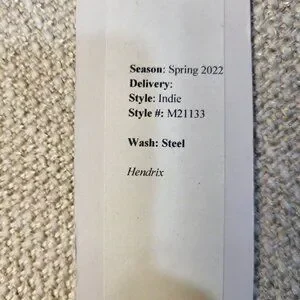 Season: Spring 2022
Delivery:
Style: Indie
Style #: M21133
Wash: Steel
Hendrix